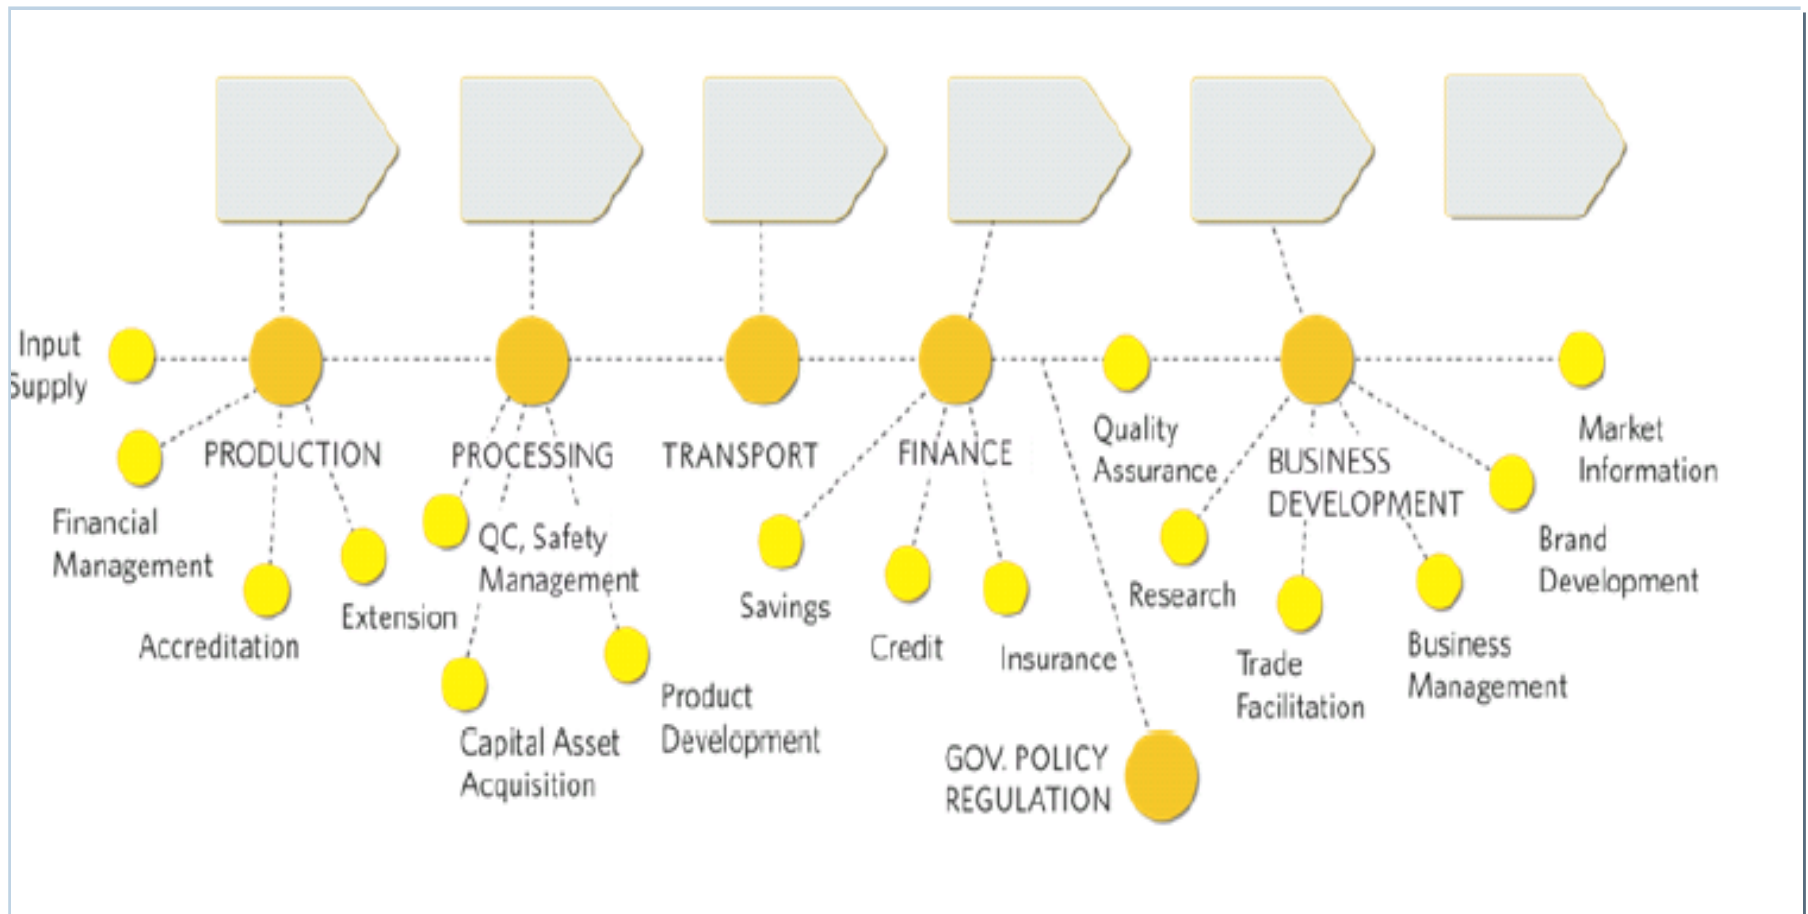 Input
Supply
PRODUCTION
PROCESSING
TRANSPORT
FINANCE
Quality
Assurance
BUSINESS
DEVELOPMENT
Market
Information
Financial
Management
Accreditation
Extension
QC, Safety
Management
Capital Asset
Acquisition
Product
Development
Savings
Credit
Insurance
Research
Trade
Facilitation
Business
Management
Brand
Development
GOV. POLICY
REGULATION